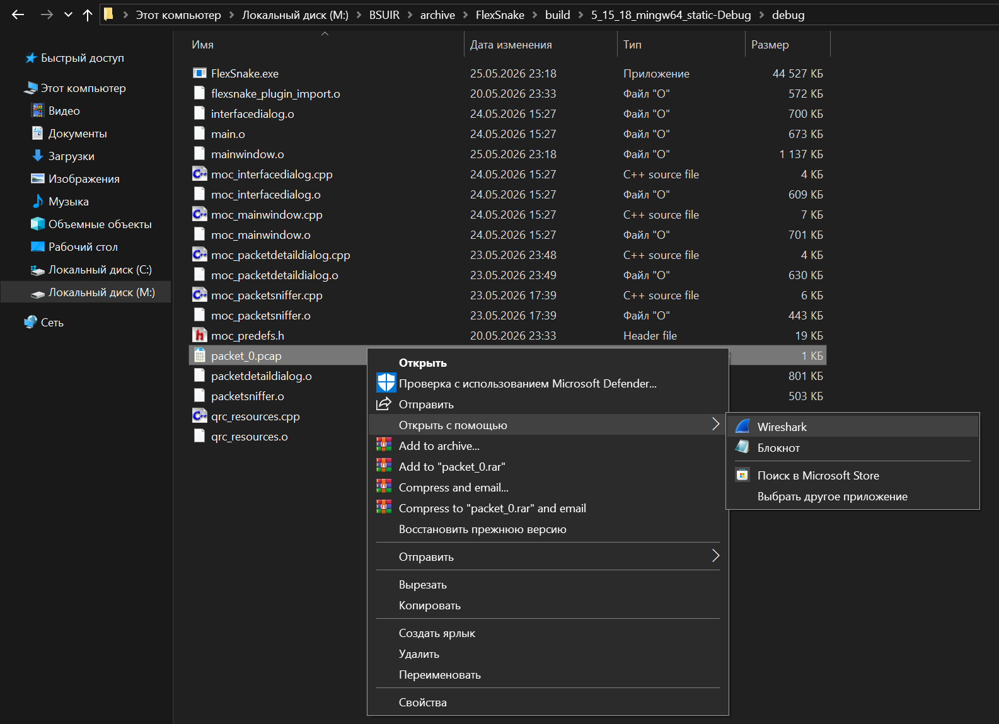 Этот компьютер Локальный диск (M:) BSUIR archive FlexSnake build 5_15_18_mingw64_static-Debug debug
Быстрый доступ
Этот компьютер
Видео
Документы
Загрузки
Изображения
Музыка
Объемные объекты
Рабочий стол
Локальный диск (C:)
Локальный диск (M:)
Сеть
Имя Дата изменения Тип Размер
FlexSnake.exe 25.05.2026 23:18 Приложение 44 527 КБ
flexsnake_plugin_import.o 20.05.2026 23:33 Файл "O" 572 КБ
interfacedialog.o 24.05.2026 15:27 Файл "O" 700 КБ
main.o 24.05.2026 15:27 Файл "O" 673 КБ
mainwindow.o 25.05.2026 23:18 Файл "O" 1 137 КБ
moc_interfacedialog.cpp 24.05.2026 15:27 C++ source file 4 КБ
moc_interfacedialog.o 24.05.2026 15:27 Файл "O" 609 КБ
moc_mainwindow.cpp 24.05.2026 15:27 C++ source file 7 КБ
moc_mainwindow.o 24.05.2026 15:27 Файл "O" 701 КБ
moc_packetdetaildialog.cpp 23.05.2026 23:48 C++ source file 4 КБ
moc_packetdetaildialog.o 23.05.2026 23:49 Файл "O" 630 КБ
moc_packetsniffer.cpp 23.05.2026 17:39 C++ source file 6 КБ
moc_packetsniffer.o 23.05.2026 17:39 Файл "O" 443 КБ
moc_predefs.h 20.05.2026 23:33 Header file 19 КБ
packet_0.pcap 1 КБ
packetdetaildialog.o 801 КБ
packetsniffer.o 503 КБ
qrc_resources.cpp
qrc_resources.o
Открыть
Проверка с использованием Microsoft Defender...
Отправить
Открыть с помощью
Add to archive...
Add to "packet_0.rar"
Compress and email...
Compress to "packet_0.rar" and email
Восстановить прежнюю версию
Отправить
Вырезать
Копировать
Создать ярлык
Удалить
Переименовать
Свойства
Wireshark
Блокнот
Поиск в Microsoft Store
Выбрать другое приложение